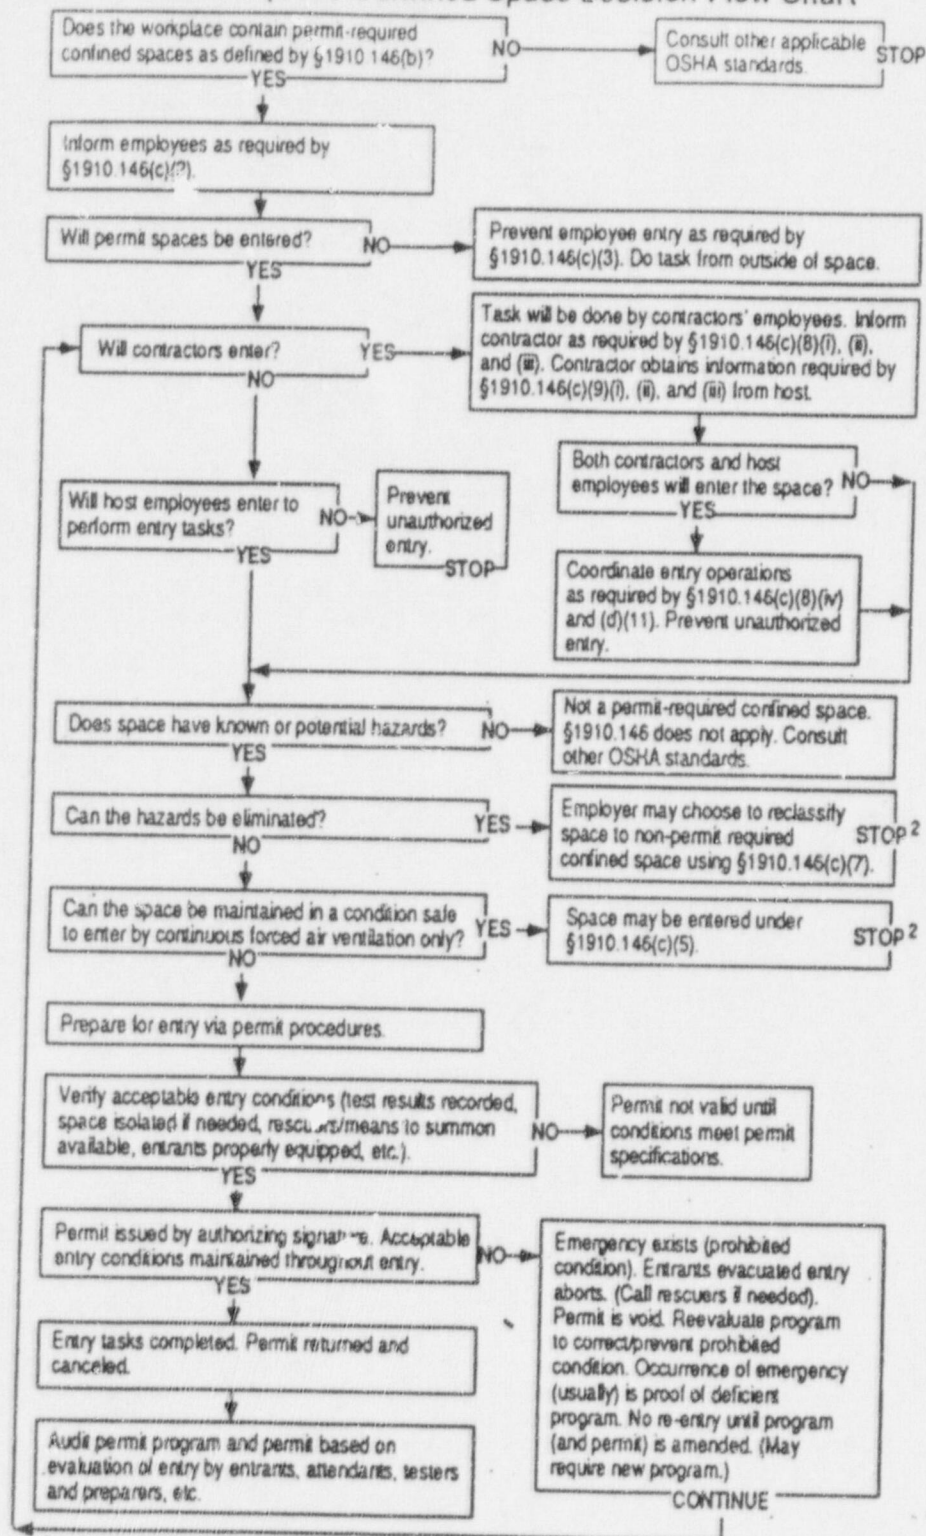 Confined Space Decision Flow Chart
Does the workplace contain permit-required
confined spaces as defined by §1910 146(b)?
NO
Consult other applicable
OSHA standards.
STOP
YES
Inform employees as required by
§1910.146(c)(?).
Will permit spaces be entered?
NO
Prevent employee entry as required by
§1910.146(c)(3). Do task from outside of space.
YES
Will contractors enter?
YES
Task will be done by contractors' employees. Inform
contractor as required by §1910.146(c)(8)(i), (ii),
and (iii). Contractor obtains information required by
§1910.146(c)(9)(i), (ii), and (iii) from host.
NO
Both contractors and host
employees will enter the space?
NO
YES
Will host employees enter to
perform entry tasks?
NO
Prevent
unauthorized
entry.
STOP
YES
Coordinate entry operations
as required by §1910.146(c)(8)(iv)
and (d)(11). Prevent unauthorized
entry.
Does space have known or potential hazards?
NO
Not a permit-required confined space.
§1910.146 does not apply. Consult
other OSHA standards.
YES
Can the hazards be eliminated?
YES
Employer may choose to reclassify
space to non-permit required
confined space using §1910.146(c)(7).
STOP 2
NO
Can the space be maintained in a condition safe
to enter by continuous forced air ventilation only?
YES
Space may be entered under
§1910.146(c)(5).
STOP 2
NO
Prepare for entry via permit procedures.
Verify acceptable entry conditions (test results recorded,
space isolated if needed, /means to summon
available, entrants properly equipped, etc.).
NO
Permit not valid until
conditions meet permit
specifications.
YES
Permit issued by authorizing signature. Acceptable
entry conditions maintained throughout entry.
NO
Emergency exists (prohibited
condition). Entrants evacuated entry
aborts. (Call rescuers if needed).
Permit is void. Reevaluate program
to correct/prevent prohibited
condition. Occurrence of emergency
(usually) is proof of deficient
program. No re-entry until program
(and permit) is amended. (May
require new program.)
CONTINUE
YES
Entry tasks completed. Permit returned and
canceled.
Audit permit program and permit based on
evaluation of entry by entrants, attendants, testers
and preparers, etc.